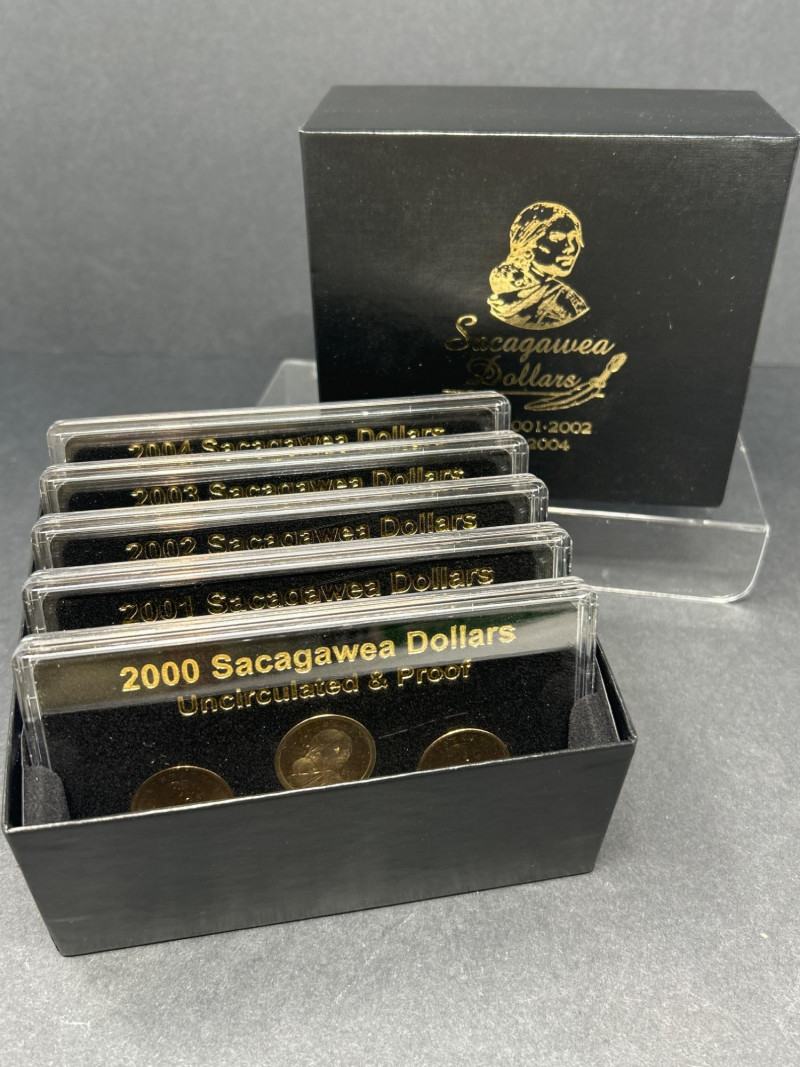 Sacagawea
Dollars
2001·2002
2004
2004 Sacagawea Dollars
2003 Sacagawea Dollars
2002 Sacagawea Dollars
2001 Sacagawea Dollars
2000 Sacagawea Dollars
Uncirculated & Proof